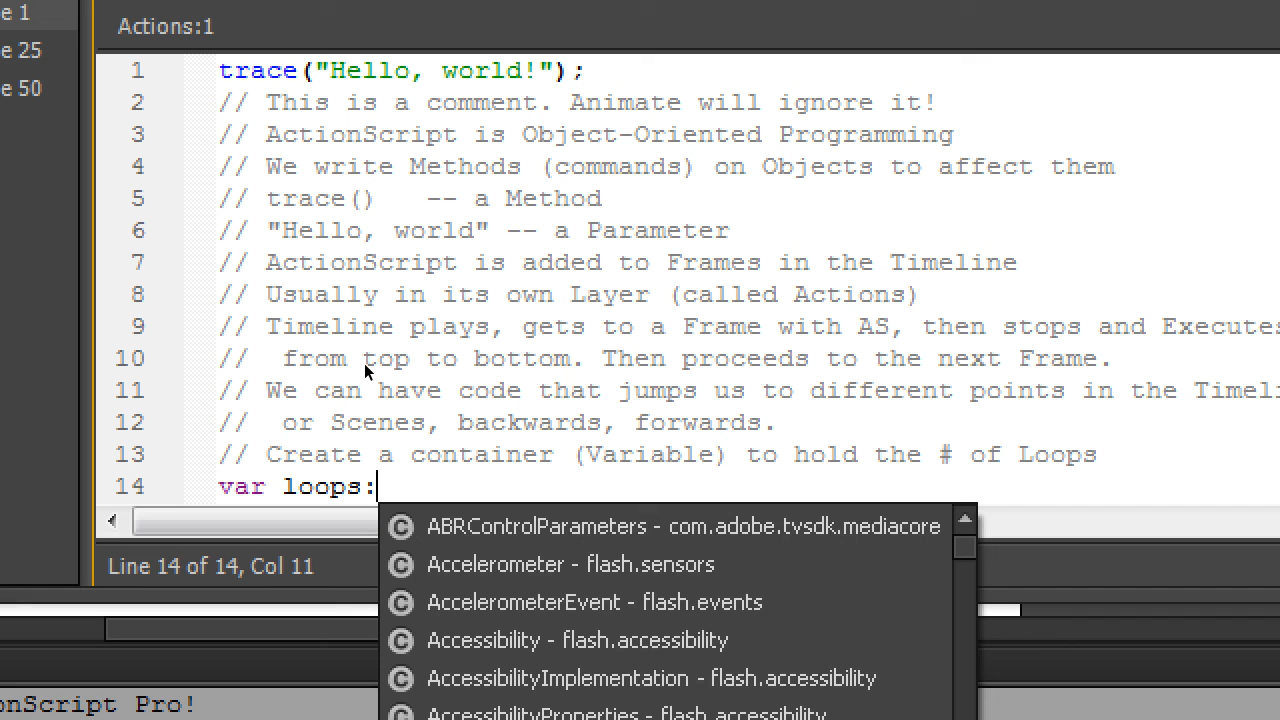 e 1
e 25
e 50
Actions:1
1 trace("Hello, world!");
2 // This is a comment. Animate will ignore it!
3 // ActionScript is Object-Oriented Programming
4 // We write Methods (commands) on Objects to affect them
5 // trace()   -- a Method
6 // "Hello, world" -- a Parameter
7 // ActionScript is added to Frames in the Timeline
8 // Usually in its own Layer (called Actions)
9 // Timeline plays, gets to a Frame with AS, then stops and Executes
10 //  from top to bottom. Then proceeds to the next Frame.
11 // We can have code that jumps us to different points in the Timeli
12 //  or Scenes, backwards, forwards.
13 // Create a container (Variable) to hold the # of Loops
14 var loops:
C ABRControlParameters - com.adobe.tvsdk.mediacore
C Accelerometer - flash.sensors
C AccelerometerEvent - flash.events
C Accessibility - flash.accessibility
C AccessibilityImplementation - flash.accessibility
C AccessibilityProperties - flash.accessibility
Line 14 of 14, Col 11
onScript Pro!